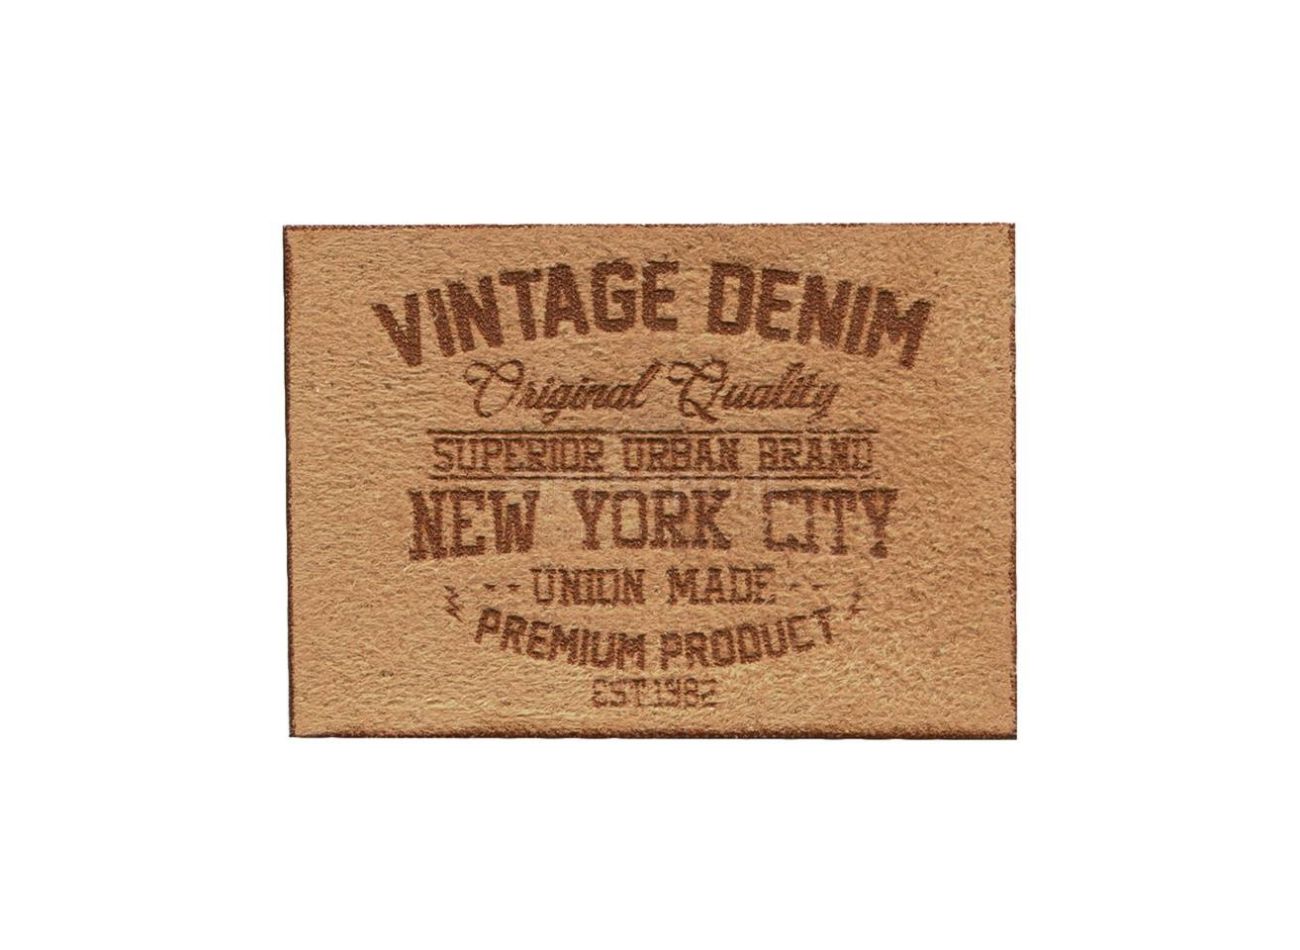 VINTAGE DENIM
Original Quality
SUPERIOR URBAN BRAND
NEW YORK CITY
UNION MADE
PREMIUM PRODUCT
EST.1982